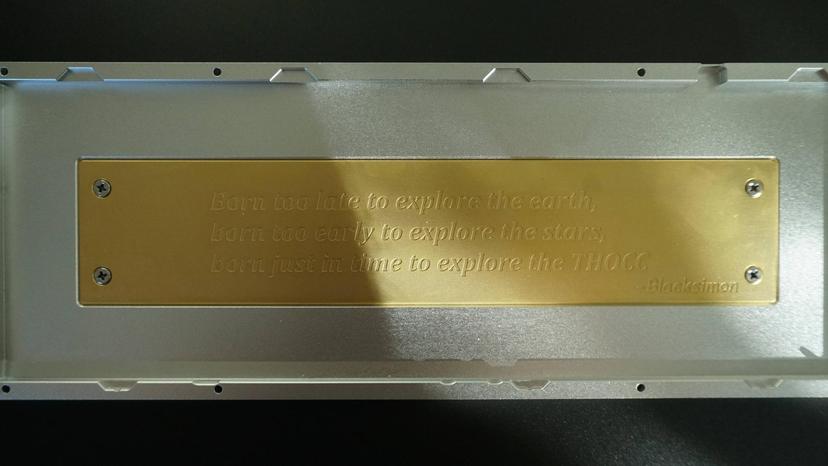 Born too late to explore the earth,
born too early to explore the stars,
born just in time to explore the THOCC
-Blacksimon